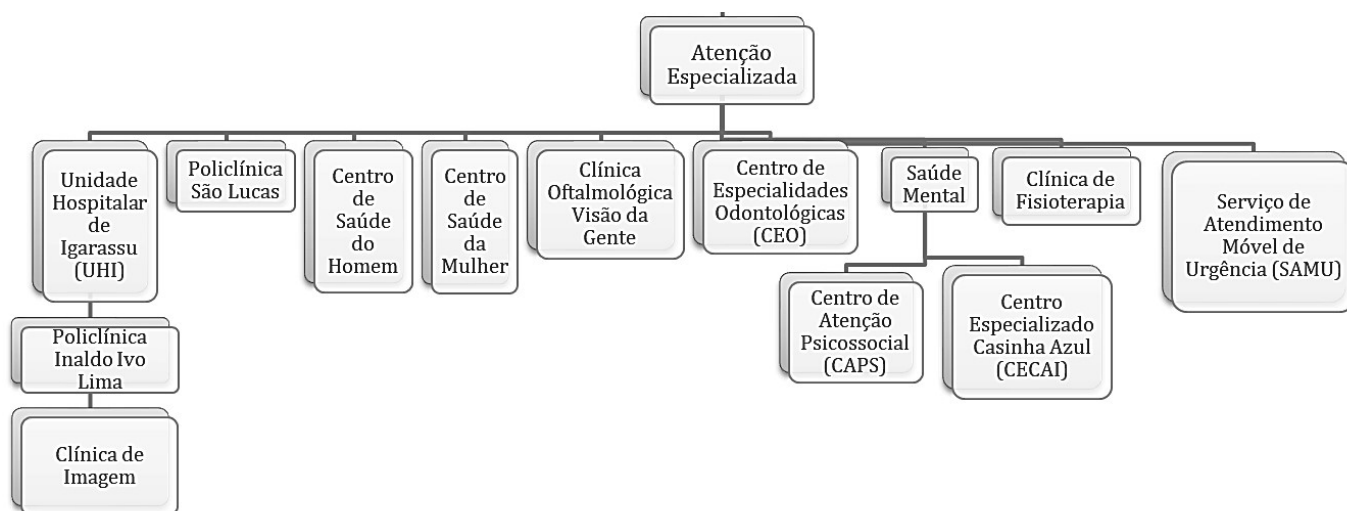 Atenção
Especializada
Unidade
Hospitalar
de
Igarassu
(UHI)
Policlínica
São Lucas
Centro
de
Saúde
do
Homem
Centro
de
Saúde
da
Mulher
Clínica
Oftalmológica
Visão da
Gente
Centro de
Especialidades
Odontológicas
(CEO)
Saúde
Mental
Clínica de
Fisioterapia
Serviço de
Atendimento
Móvel de
Urgência (SAMU)
Policlínica
Inaldo Ivo
Lima
Centro de
Atenção
Psicossocial
(CAPS)
Centro
Especializado
Casinha Azul
(CECAI)
Clínica de
Imagem